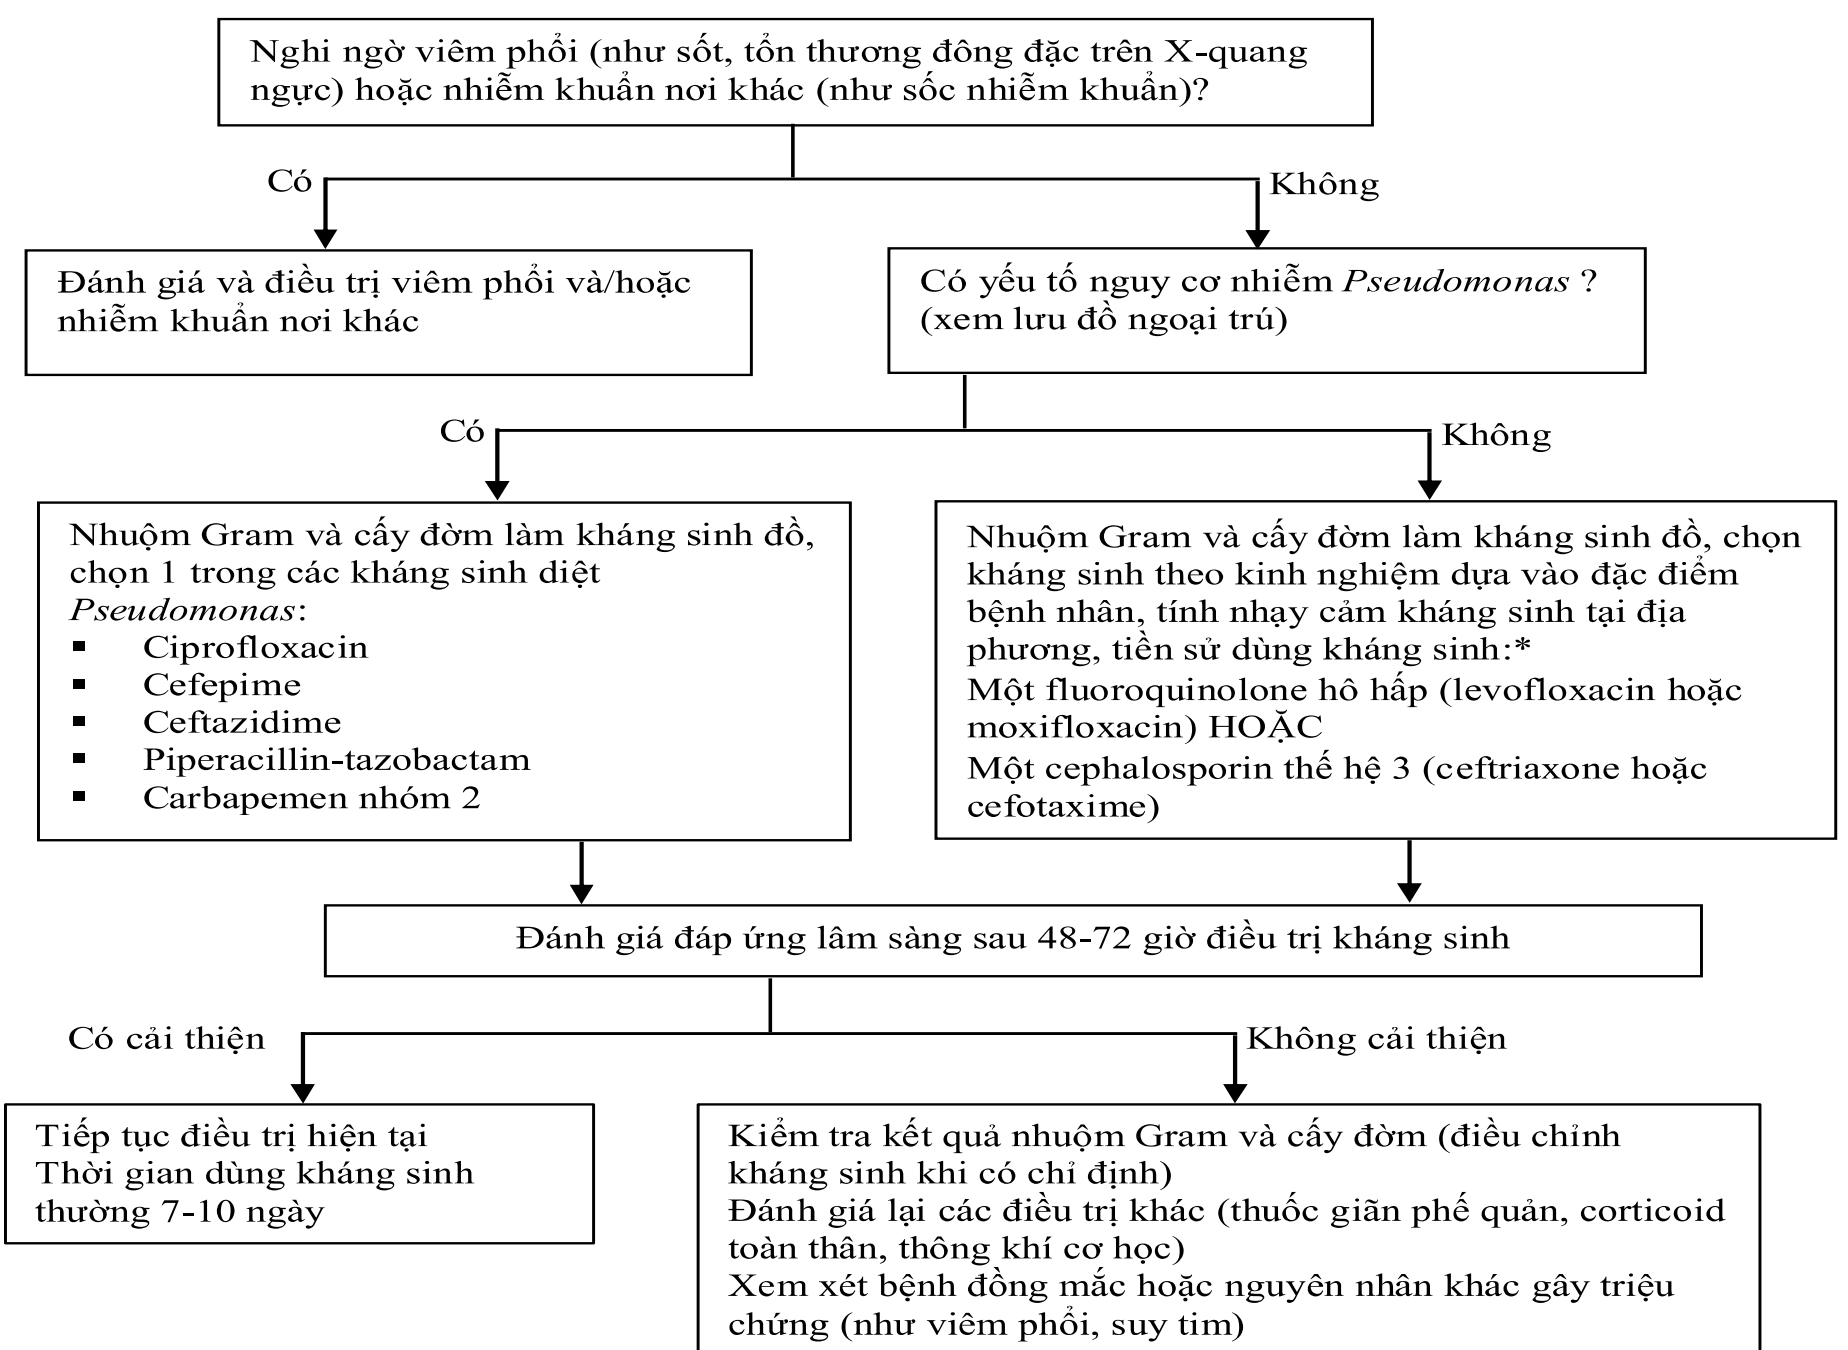 Nghi ngờ viêm phổi (như sốt, tổn thương đông đặc trên X-quang
ngực) hoặc nhiễm khuẩn nơi khác (như sốc nhiễm khuẩn)?
Có
Không
Đánh giá và điều trị viêm phổi và/hoặc
nhiễm khuẩn nơi khác
Có yếu tố nguy cơ nhiễm Pseudomonas ?
(xem lưu đồ ngoại trú)
Có
Không
Nhuộm Gram và cấy đờm làm kháng sinh đồ,
chọn 1 trong các kháng sinh diệt
Pseudomonas:
▪ Ciprofloxacin
▪ Cefepime
▪ Ceftazidime
▪ Piperacillin-tazobactam
▪ Carbapemen nhóm 2
Nhuộm Gram và cấy đờm làm kháng sinh đồ, chọn
kháng sinh theo kinh nghiệm dựa vào đặc điểm
bệnh nhân, tính nhạy cảm kháng sinh tại địa
phương, tiền sử dùng kháng sinh:*
Một fluoroquinolone hô hấp (levofloxacin hoặc
moxifloxacin) HOẶC
Một cephalosporin thế hệ 3 (ceftriaxone hoặc
cefotaxime)
Đánh giá đáp ứng lâm sàng sau 48-72 giờ điều trị kháng sinh
Có cải thiện
Không cải thiện
Tiếp tục điều trị hiện tại
Thời gian dùng kháng sinh
thường 7-10 ngày
Kiểm tra kết quả nhuộm Gram và cấy đờm (điều chỉnh
kháng sinh khi có chỉ định)
Đánh giá lại các điều trị khác (thuốc giãn phế quản, corticoid
toàn thân, thông khí cơ học)
Xem xét bệnh đồng mắc hoặc nguyên nhân khác gây triệu
chứng (như viêm phổi, suy tim)